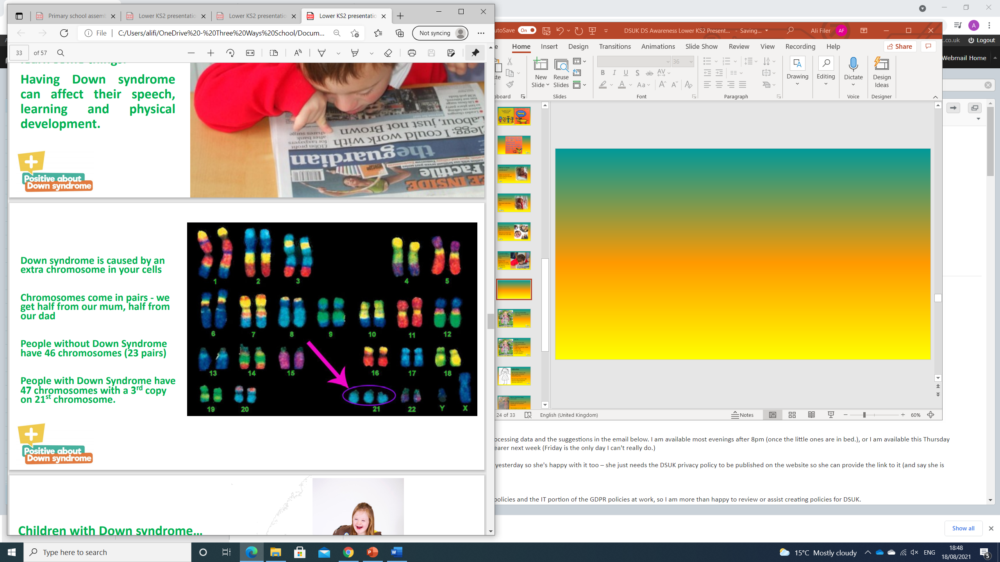 Primary school assemb
Lower KS2 presentatio
Lower KS2 presentatio
Lower KS2 presentatio
File
C:/Users/alifi/OneDrive%20-%20Three%20Ways%20School/Docum...
Not syncing
33
of 57
Having Down syndrome
can affect their speech,
learning and physical
development.
Positive about
Down syndrome
clegg: I could work with
Labour, just not Brown
theguardian
Factfile
INSIDE
Down syndrome is caused by an
extra chromosome in your cells
Chromosomes come in pairs - we
get half from our mum, half from
our dad
People without Down Syndrome
have 46 chromosomes (23 pairs)
People with Down Syndrome have
47 chromosomes with a 3rd copy
on 21st chromosome.
1 2 3 4 5
6 7 8 9 10 11 12
13 14 15 16 17 18
19 20 21 22 Y X
Positive about
Down syndrome
Children with Down syndrome...
utoSave On
DSUK DS Awareness Lower KS2 Present... - Saving...
Ali Filer AF
Home Insert Design Transitions Animations Slide Show Review View Recording Help
Share
36
New
Slide
Reuse
Slides
Drawing
Editing
Dictate
Design
Ideas
Slides
Font
Paragraph
Voice
Designer
24 of 33
English (United Kingdom)
Notes
60%
A
.co.uk
Logout
Webmail Home
ocessing data and the suggestions in the email below. I am available most evenings after 8pm (once the little ones are in bed.), or I am available this Thursday
earer next week (Friday is the only day I can't really do.)
yesterday so she's happy with it too – she just needs the DSUK privacy policy to be published on the website so she can provide the link to it (and say she is
policies and the IT portion of the GDPR policies at work, so I am more than happy to review or assist creating policies for DSUK.
Show all
Type here to search
15°C Mostly cloudy
ENG
18:48
18/08/2021
5